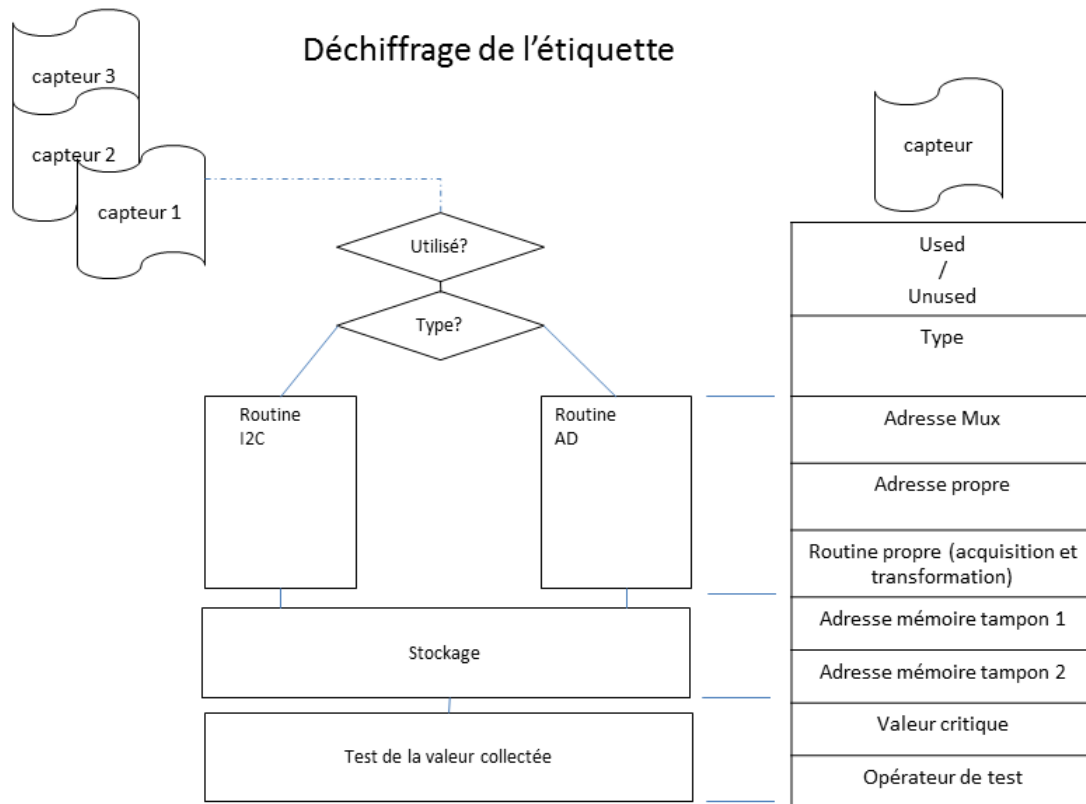 Déchiffrage de l'étiquette
capteur 3
capteur 2
capteur 1
Utilisé?
Type?
Routine
I2C
Routine
AD
Stockage
Test de la valeur collectée
capteur
Used
/
Unused
Type
Adresse Mux
Adresse propre
Routine propre (acquisition et
transformation)
Adresse mémoire tampon 1
Adresse mémoire tampon 2
Valeur critique
Opérateur de test